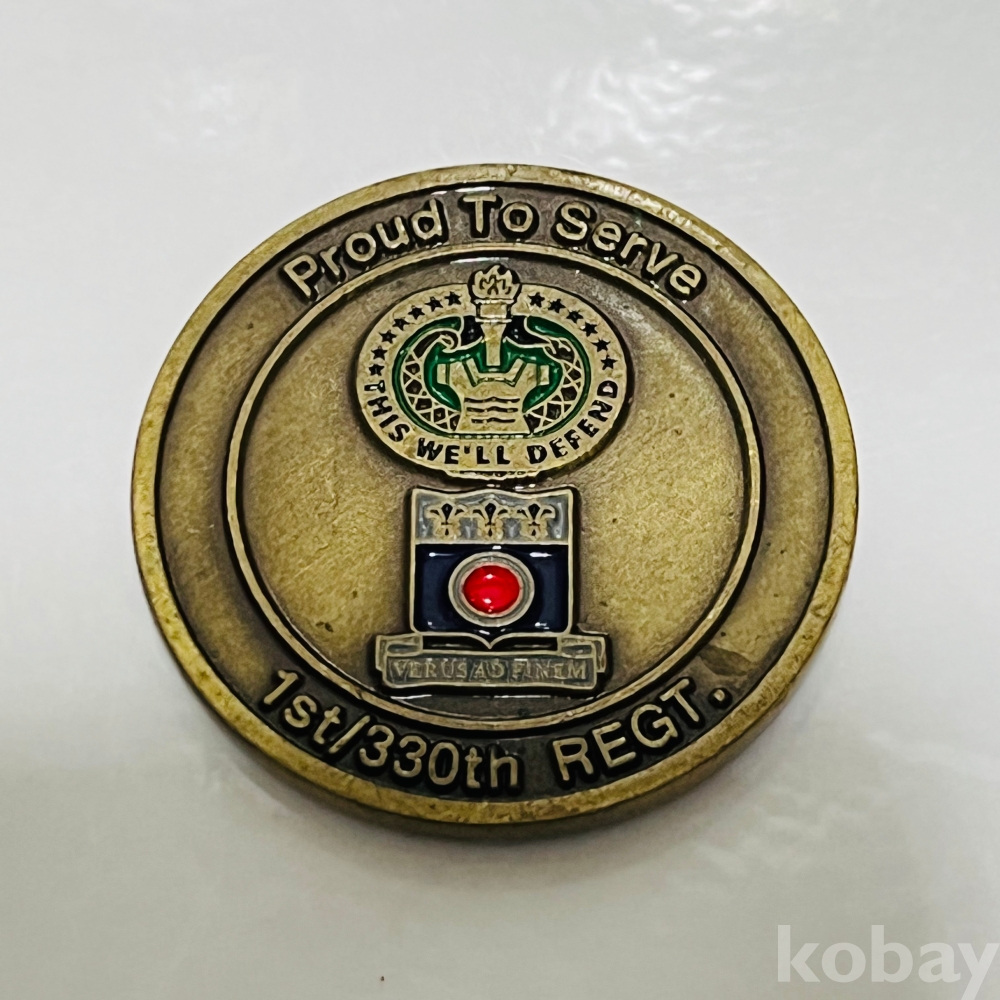 Proud To Serve
THIS WE'LL DEFEND
VERUS AD FINEM
1st/330th REGT.
kobay